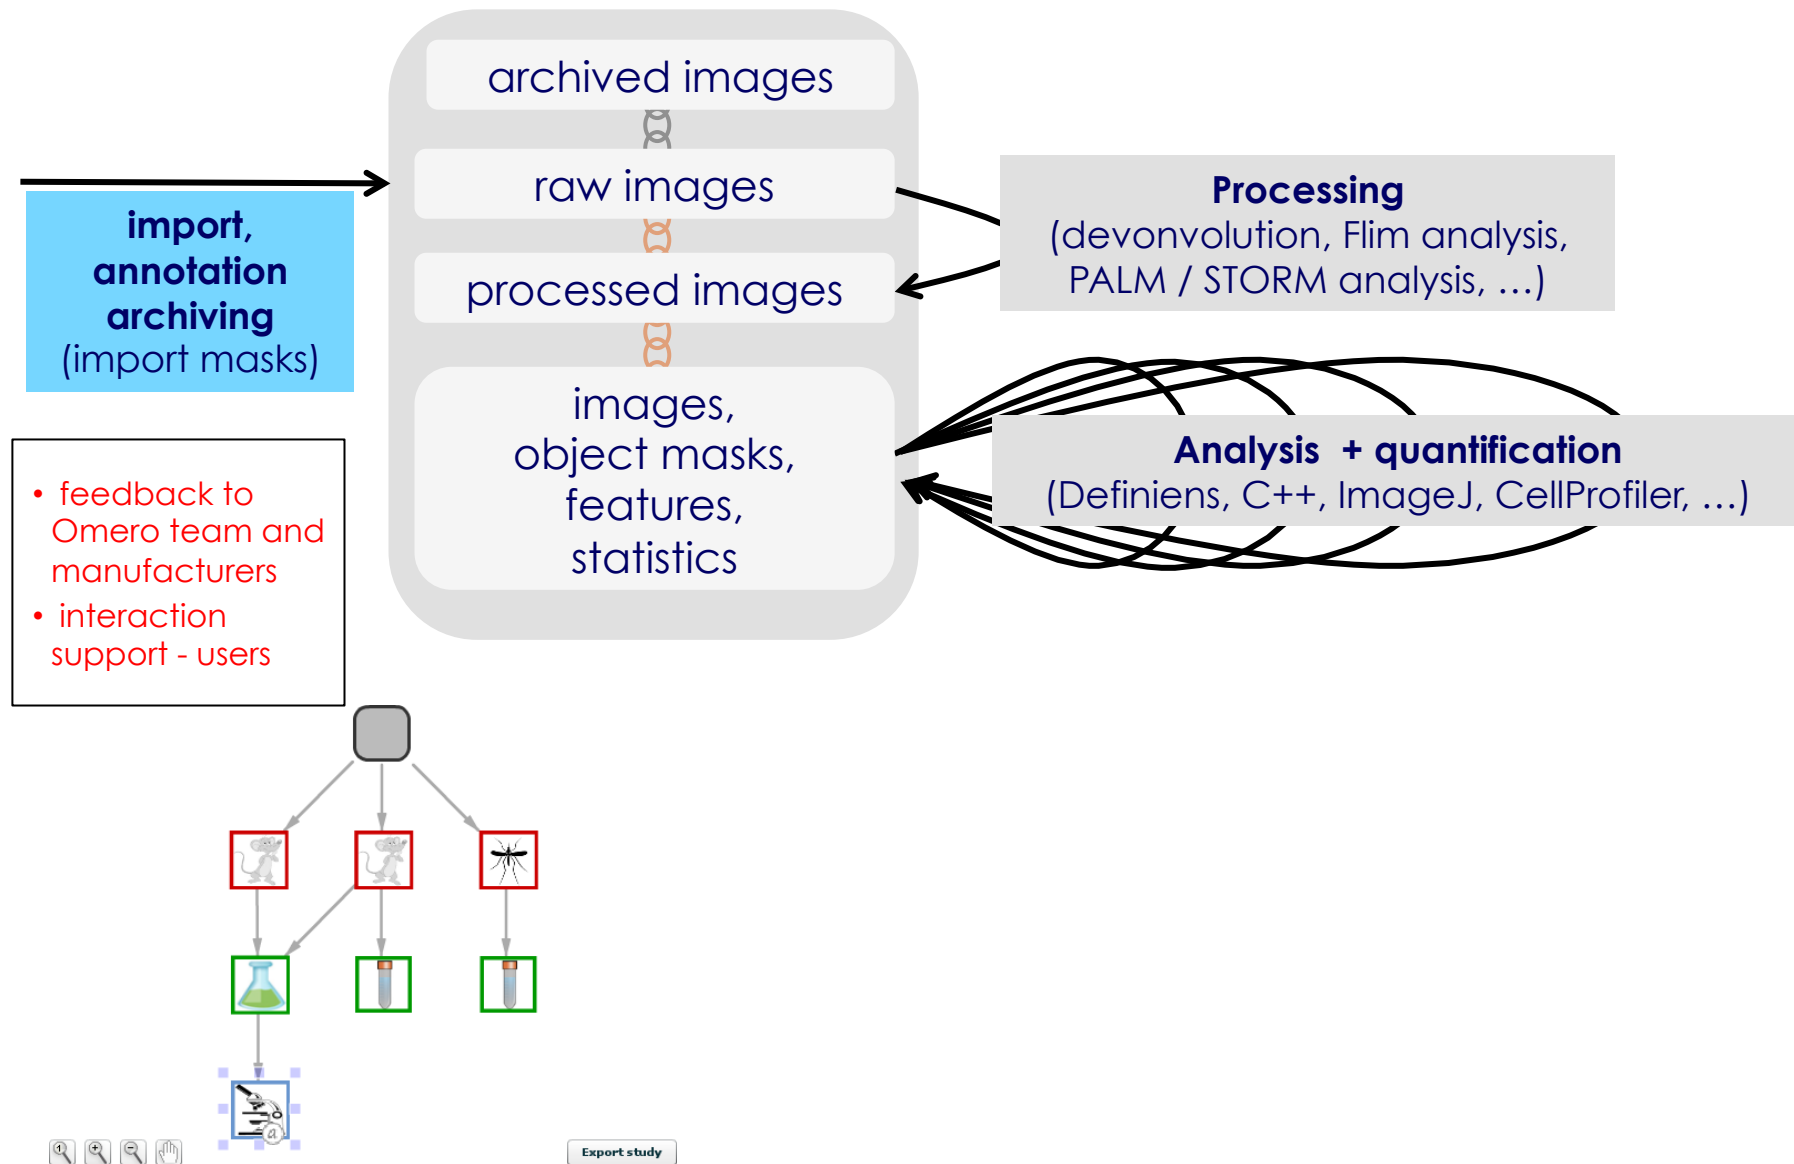 archived images
raw images
processed images
images,
object masks,
features,
statistics
import,
annotation
archiving
(import masks)
Processing
(devonvolution, Flim analysis,
PALM / STORM analysis, …)
Analysis + quantification
(Definiens, C++, ImageJ, CellProfiler, …)
• feedback to
Omero team and
manufacturers
• interaction
support - users
a
1
Export study